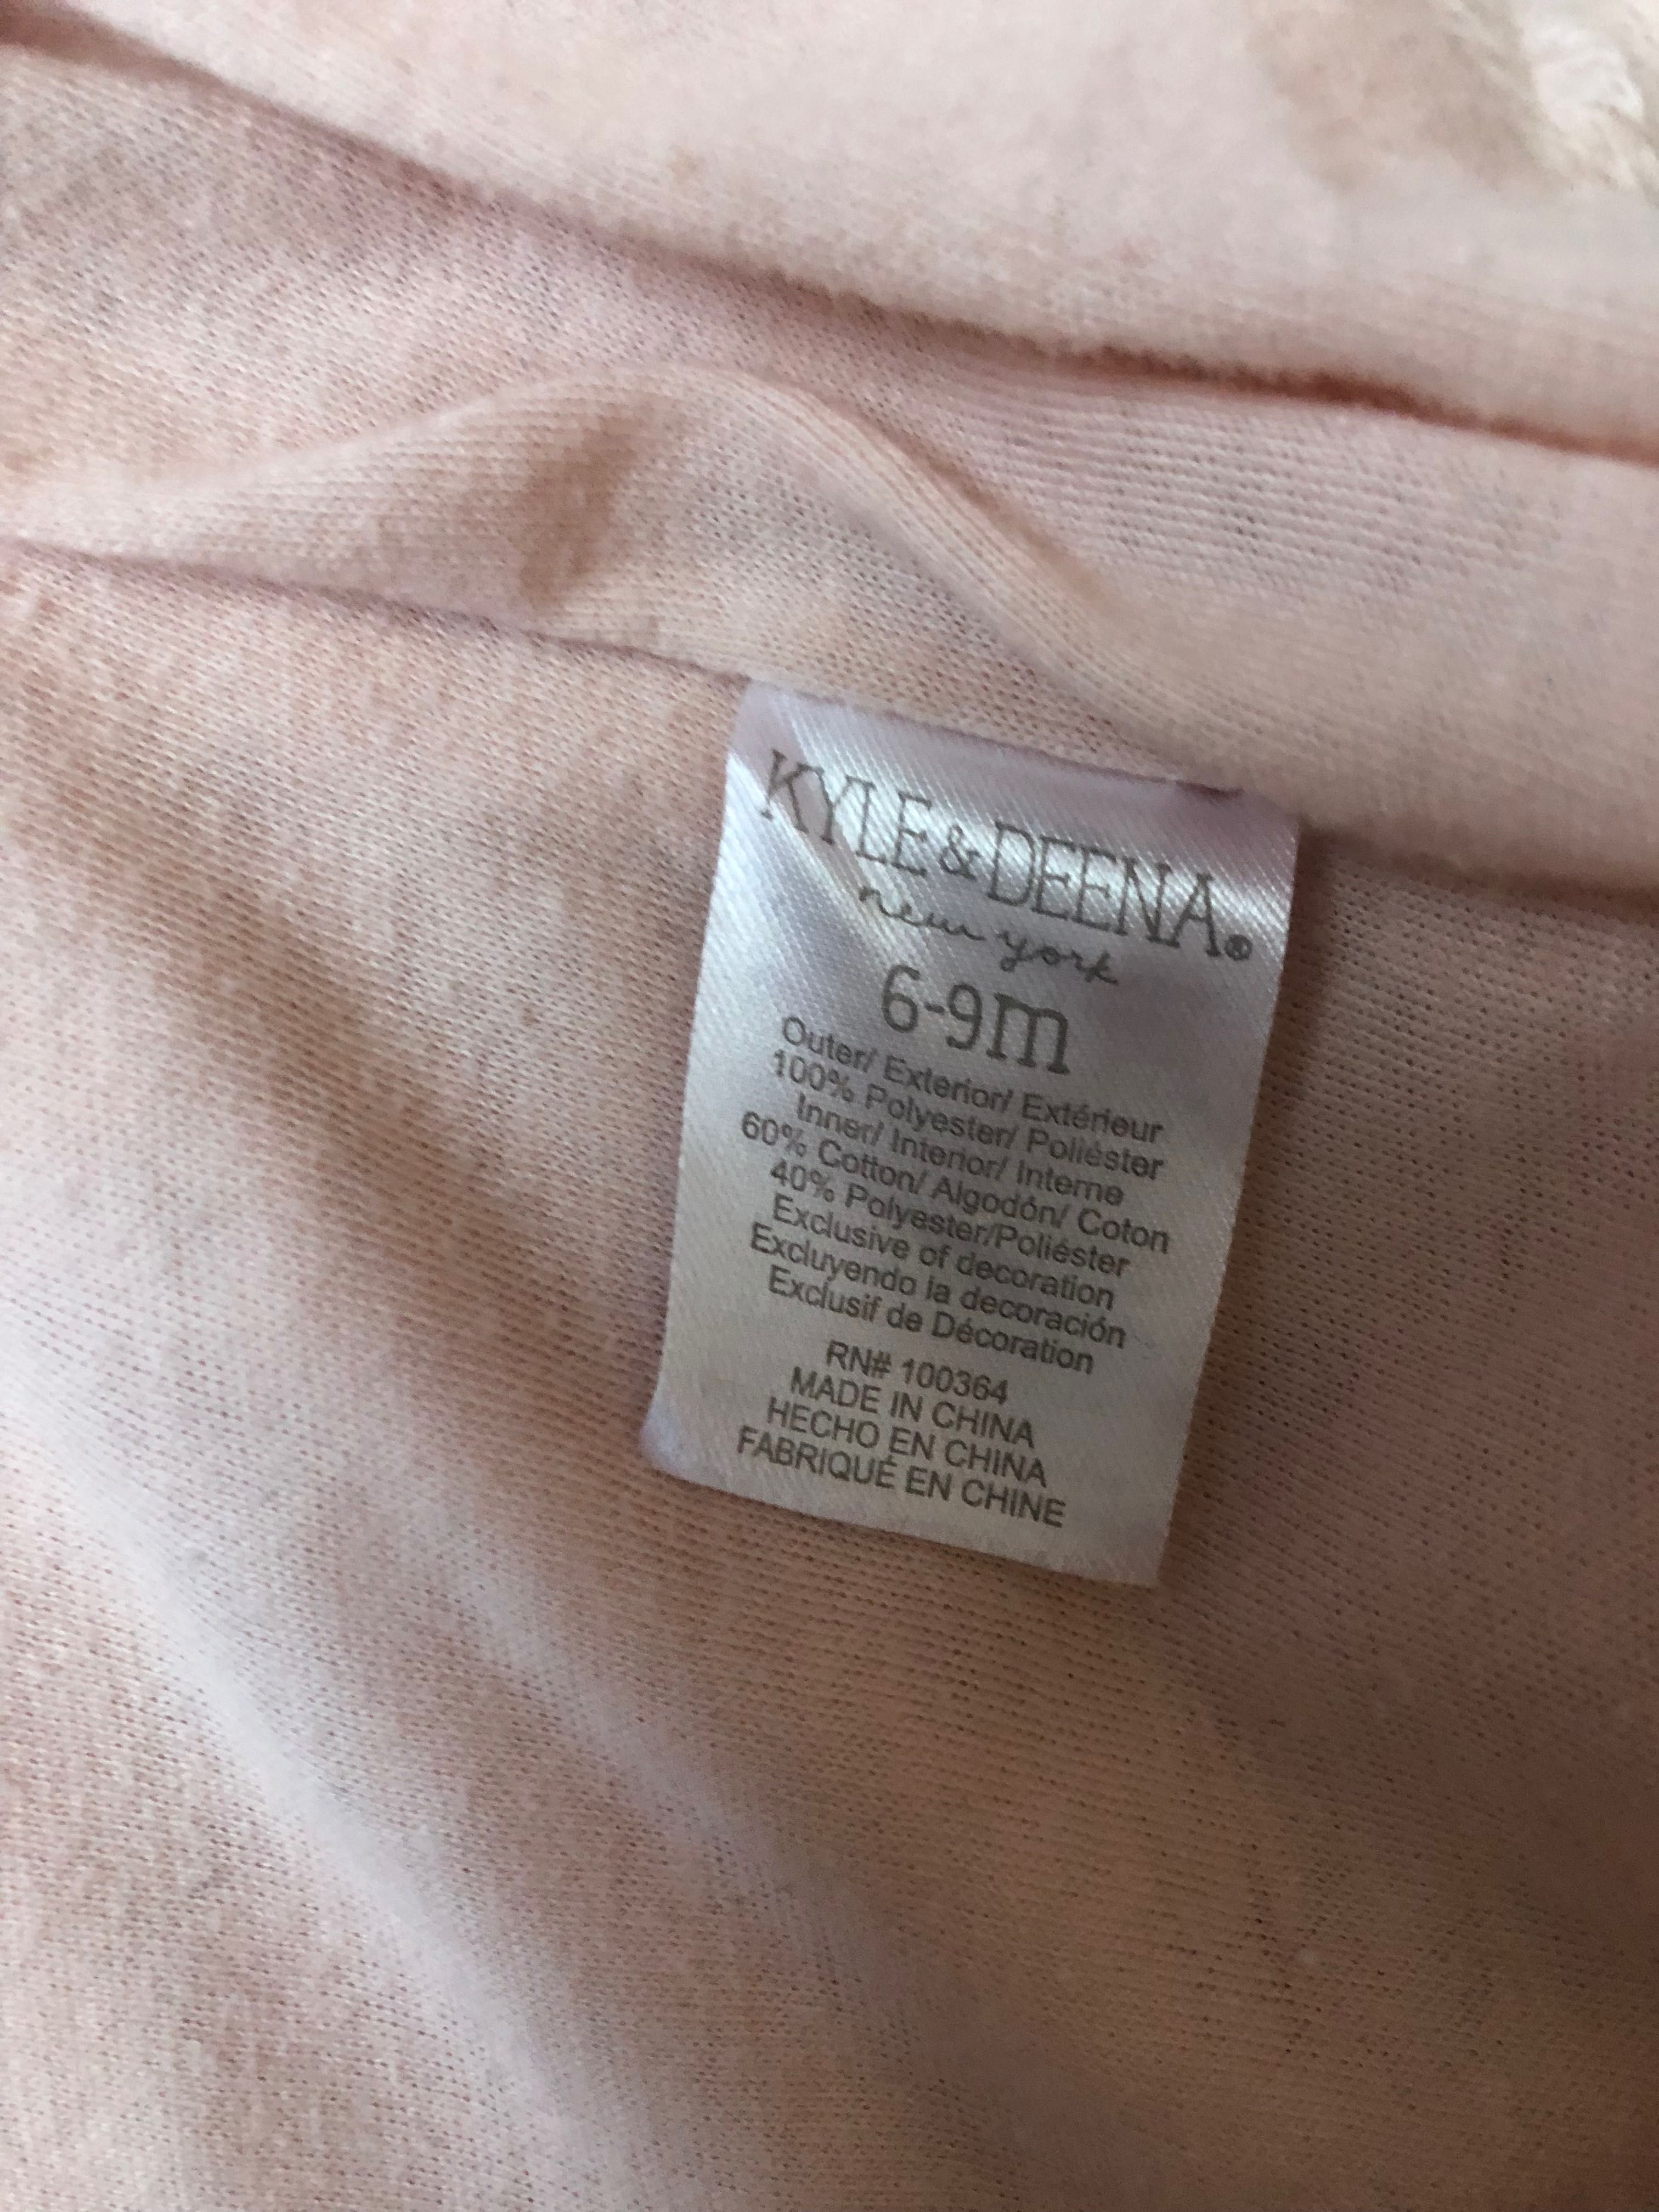 KYLE & DEENA®
new york
6-9m
Outer/ Exterior/ Extérieur
100% Polyester/ Poliéster
Inner/ Interior/ Interne
60% Cotton/ Algodón/ Coton
40% Polyester/Poliéster
Exclusive of decoration
Excluyendo la decoración
Exclusif de Décoration
RN# 100364
MADE IN CHINA
HECHO EN CHINA
FABRIQUÉ EN CHINE